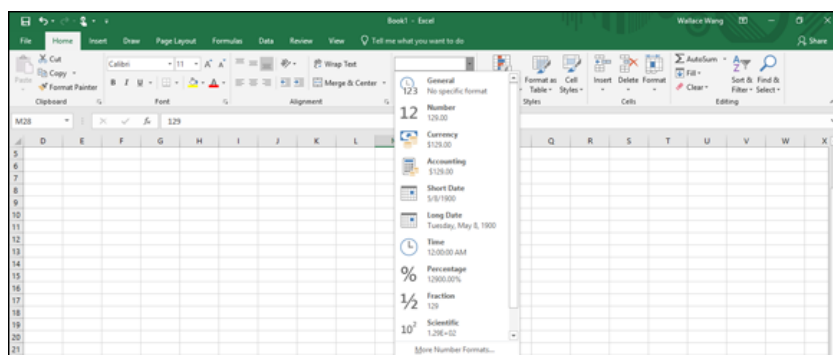 Book1 - Excel
Wallace Wang
File Home Insert Draw Page Layout Formulas Data Review View Tell me what you want to do
Share
Paste
Cut
Copy
Format Painter
Clipboard
Calibri 11 A A
B I U A
Font
Wrap Text
Merge & Center
Alignment
Format as Table
Cell Styles
Styles
Insert Delete Format
Cells
AutoSum
Fill
Clear
Sort & Filter
Find & Select
Editing
M28 fx 129
D E F G H I J K L Q R S T U V W X
5
6
7
8
9
10
11
12
13
14
15
16
17
18
19
20
21
123 General
No specific format
12 Number
129.00
Currency
$129.00
Accounting
$129.00
Short Date
5/8/1900
Long Date
Tuesday, May 8, 1900
Time
12:00:00 AM
% Percentage
12900.00%
1/2 Fraction
129
10² Scientific
1.29E+02
More Number Formats...